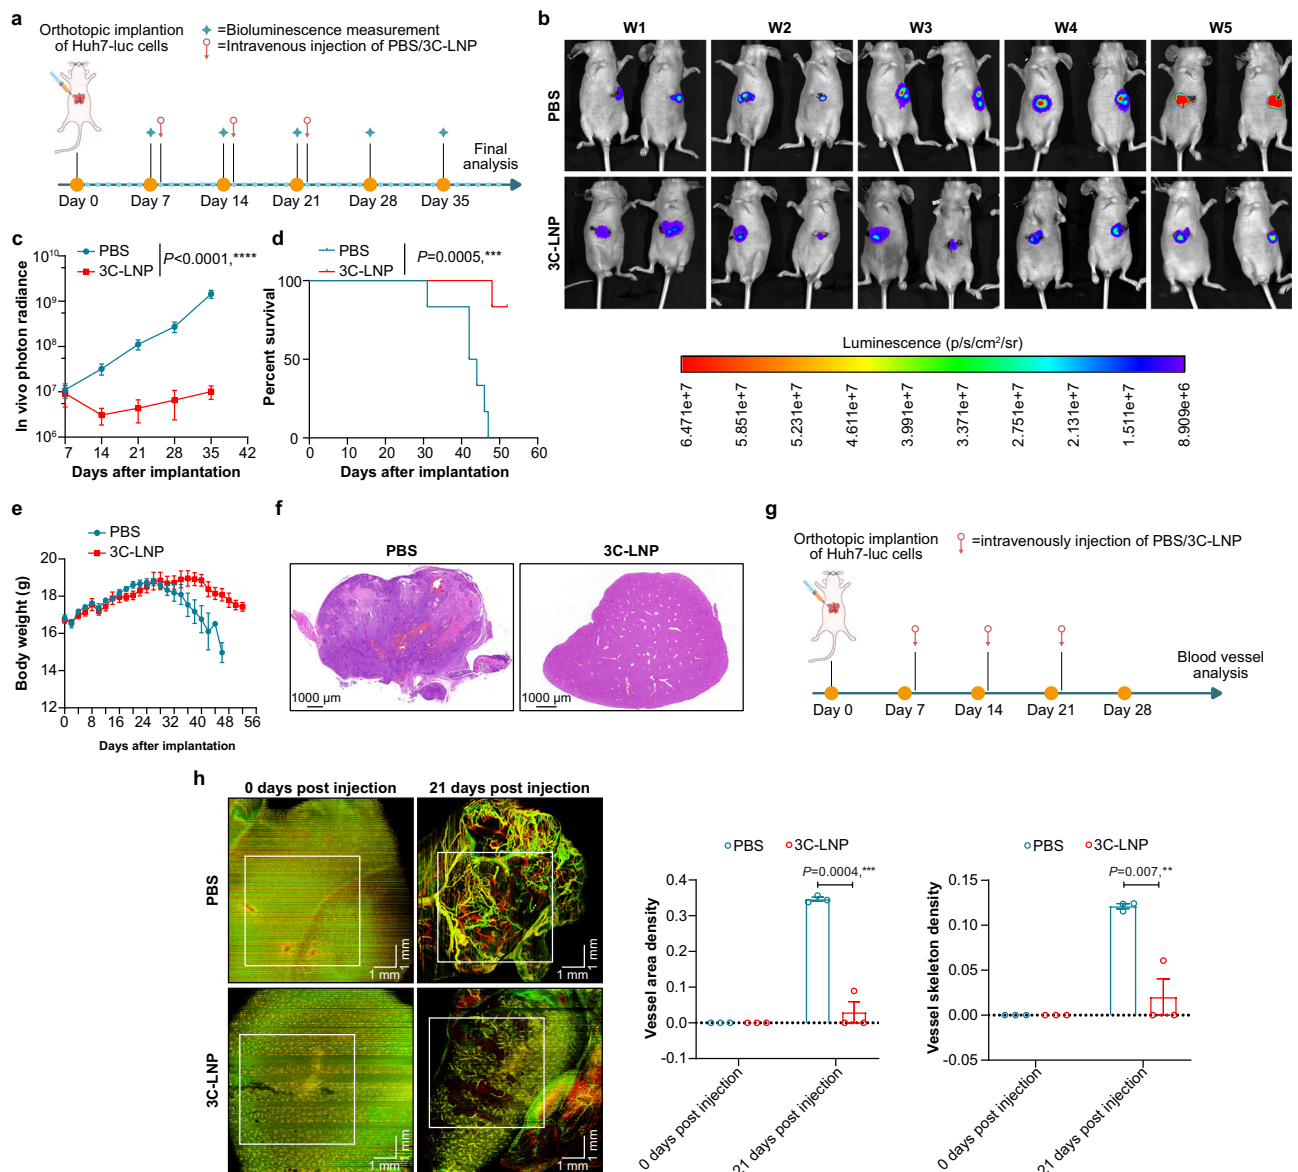 a
Orthotopic implantion
of Huh7-luc cells
=Bioluminescence measurement
=Intravenous injection of PBS/3C-LNP
Final
analysis
Day 0
Day 7
Day 14
Day 21
Day 28
Day 35
b
W1
W2
W3
W4
W5
PBS
3C-LNP
Luminescence (p/s/cm²/sr)
6.471e+7
5.851e+7
5.231e+7
4.611e+7
3.991e+7
3.371e+7
2.751e+7
2.131e+7
1.511e+7
8.909e+6
c
PBS
3C-LNP
P<0.0001,****
In vivo photon radiance
10¹⁰
10⁹
10⁸
10⁷
10⁶
7
14
21
28
35
42
Days after implantation
d
PBS
3C-LNP
P=0.0005,***
Percent survival
100
50
0
0
10
20
30
40
50
60
Days after implantation
e
PBS
3C-LNP
Body weight (g)
20
18
16
14
12
0
8
16
24
32
40
48
56
Days after implantation
f
PBS
3C-LNP
1000 µm
1000 µm
g
Orthotopic implantion
of Huh7-luc cells
=intravenously injection of PBS/3C-LNP
Blood vessel
analysis
Day 0
Day 7
Day 14
Day 21
Day 28
h
0 days post injection
21 days post injection
PBS
3C-LNP
1 mm
1 mm
1 mm
1 mm
1 mm
1 mm
1 mm
1 mm
PBS
3C-LNP
P=0.0004,***
Vessel area density
0.4
0.3
0.2
0.1
0.0
-0.1
0 days post injection
21 days post injection
PBS
3C-LNP
P=0.007,**
Vessel skeleton density
0.15
0.10
0.05
0.00
-0.05
0 days post injection
21 days post injection